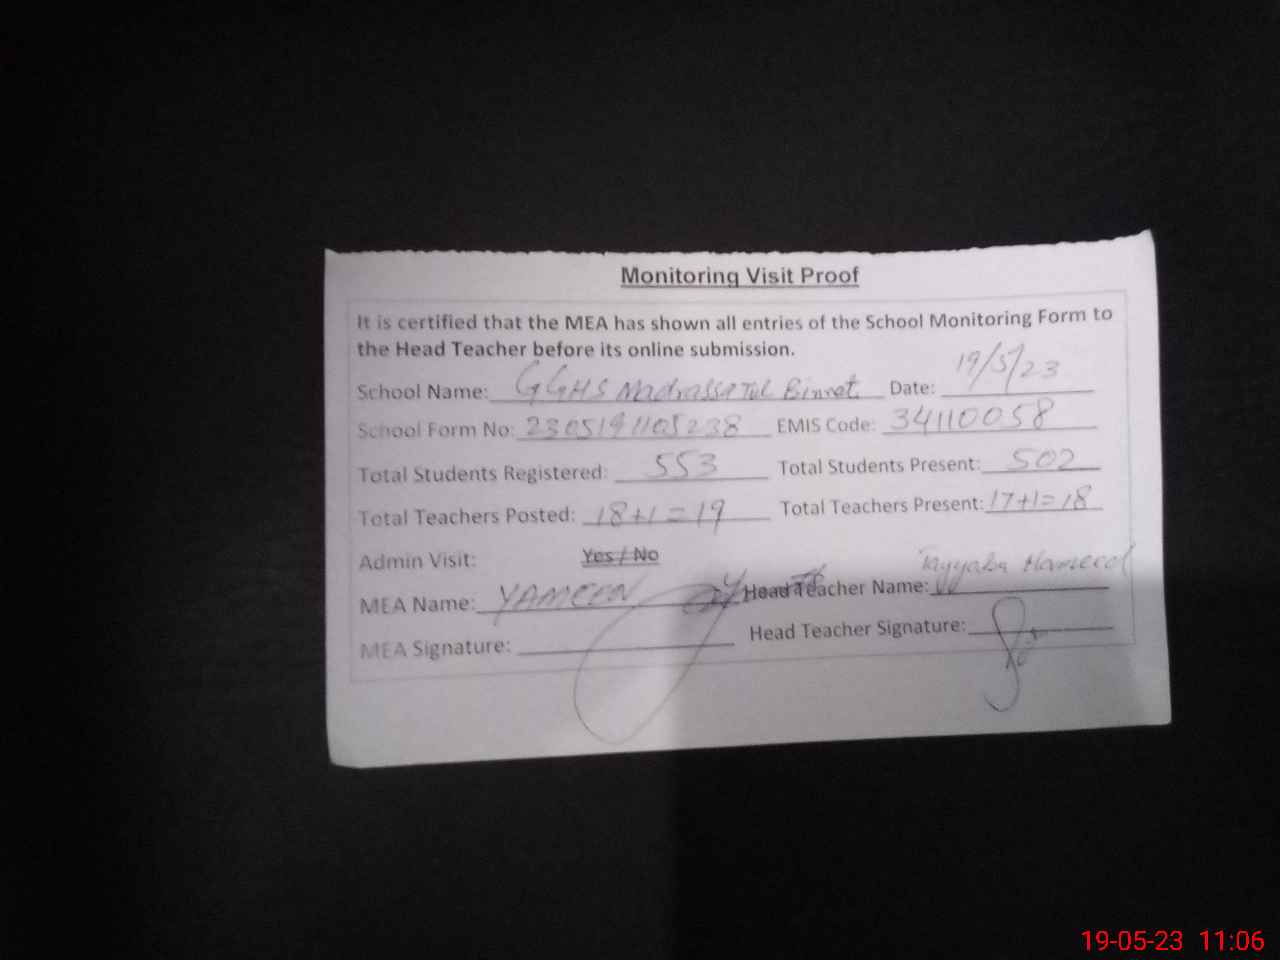 Monitoring Visit Proof
It is certified that the MEA has shown all entries of the School Monitoring Form to
the Head Teacher before its online submission.
School Name: GGHS Madrassa Tul Binnat Date: 19/5/23
School Form No: 2305191105238 EMIS Code: 34110058
Total Students Registered: 553 Total Students Present: 502
Total Teachers Posted: 18+1=19 Total Teachers Present: 17+1=18
Admin Visit: Yes / No
MEA Name: YAMEEN Head Teacher Name: Tayyaba Hameed
MEA Signature: Head Teacher Signature:
19-05-23 11:06